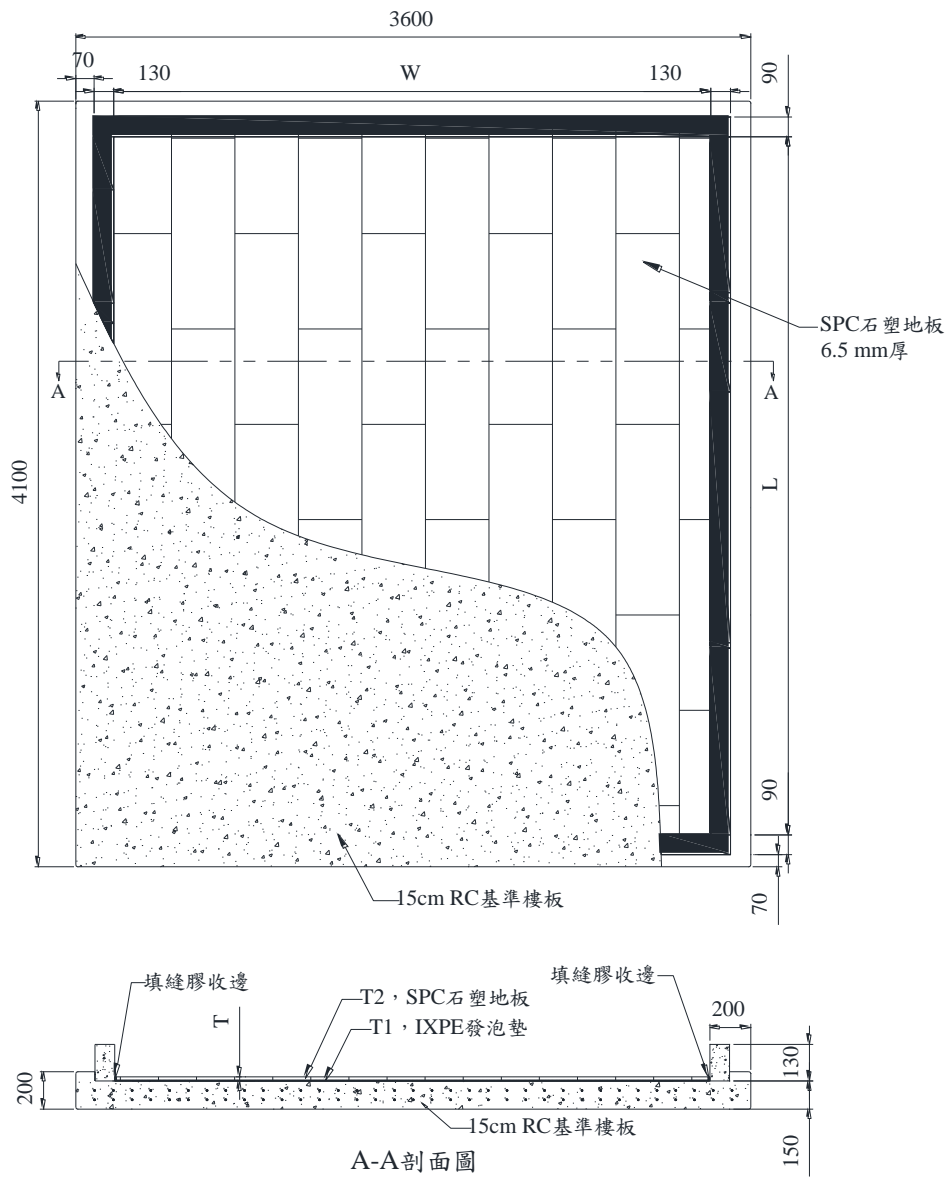 3600
70
130
W
130
90
SPC石塑地板
6.5 mm厚
A
A
4100
L
90
15cm RC基準樓板
70
填縫膠收邊
填縫膠收邊
T
T2，SPC石塑地板
T1，IXPE發泡墊
200
200
130
15cm RC基準樓板
150
A-A剖面圖